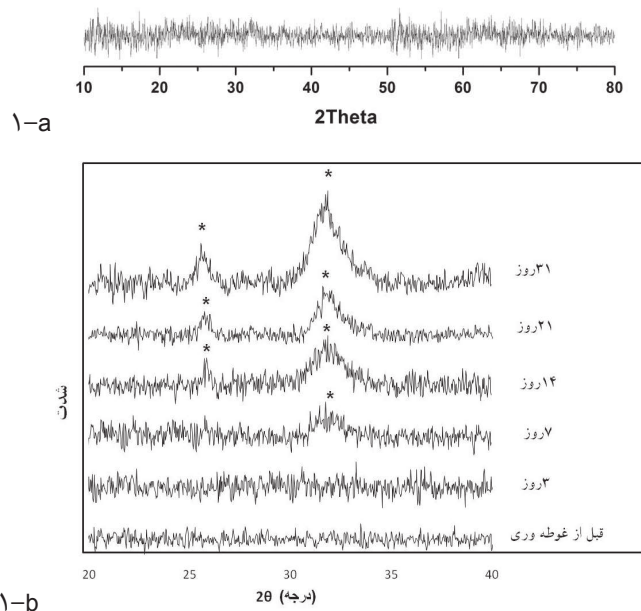 10 20 30 40 50 60 70 80
2Theta
۱-a
*
*
۳۱روز
*
*
۲۱روز
*
*
۱۴روز
*
۷روز
شدت
۳روز
قبل از غوطه وری
20 25 30 35 40
2θ (درجه)
۱-b